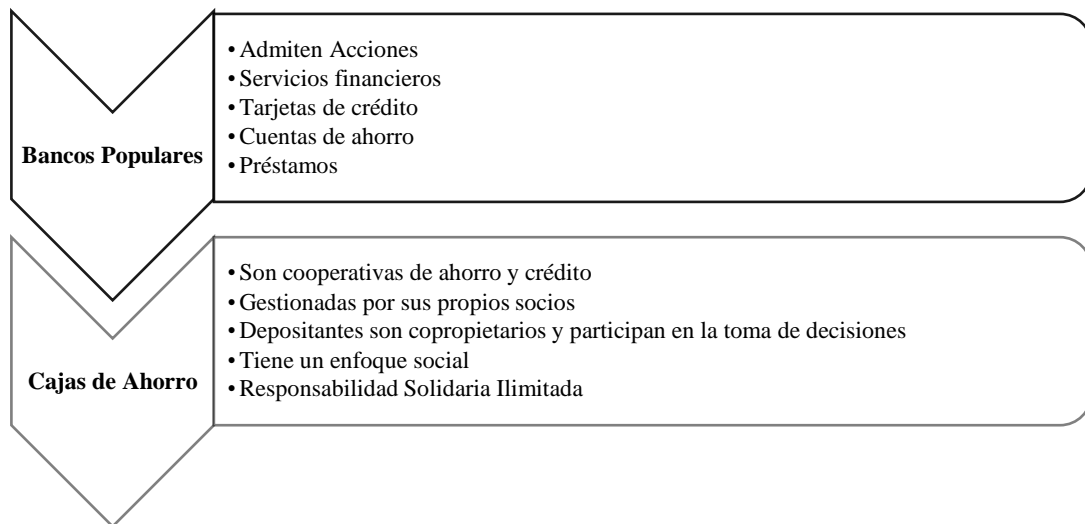 Bancos Populares
• Admiten Acciones
• Servicios financieros
• Tarjetas de crédito
• Cuentas de ahorro
• Préstamos
Cajas de Ahorro
• Son cooperativas de ahorro y crédito
• Gestionadas por sus propios socios
• Depositantes son copropietarios y participan en la toma de decisiones
• Tiene un enfoque social
• Responsabilidad Solidaria Ilimitada